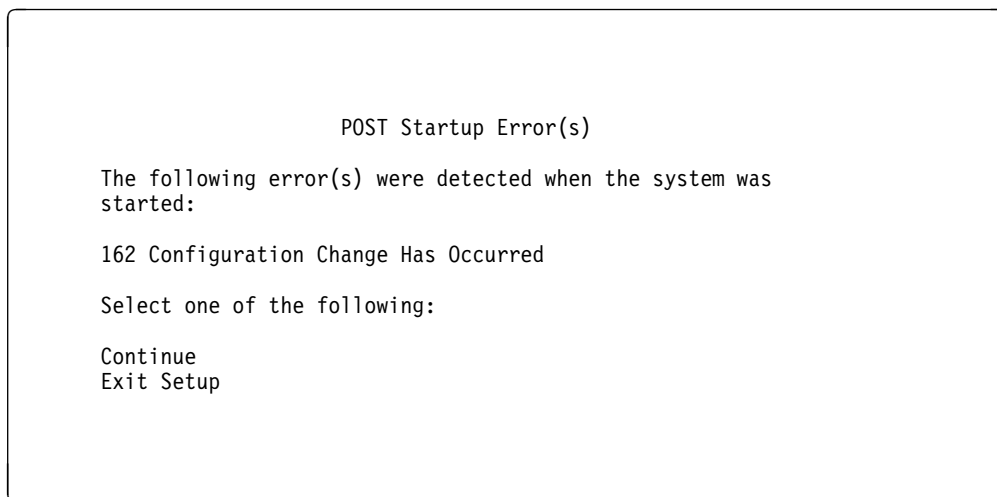 POST Startup Error(s)
The following error(s) were detected when the system was
started:
162 Configuration Change Has Occurred
Select one of the following:
Continue
Exit Setup